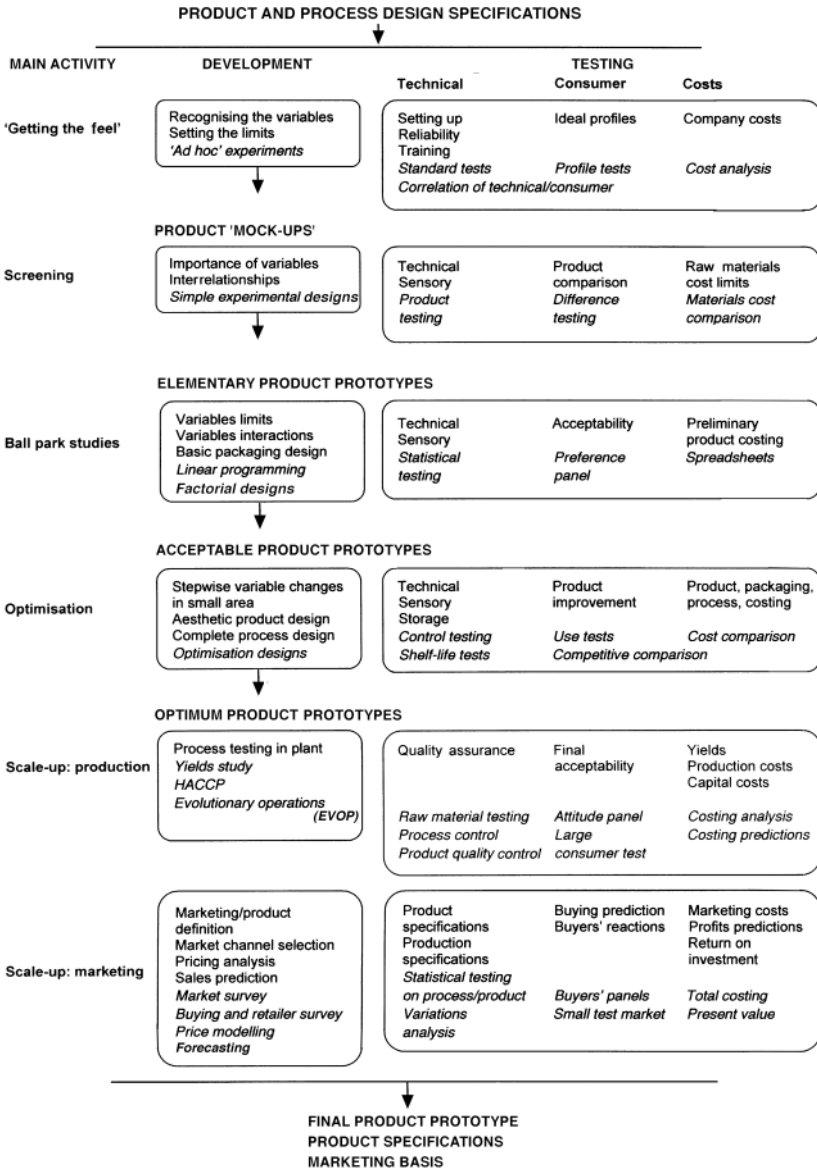 PRODUCT AND PROCESS DESIGN SPECIFICATIONS
MAIN ACTIVITY
DEVELOPMENT
TESTING
Technical
Consumer
Costs
'Getting the feel'
Recognising the variables
Setting the limits
'Ad hoc' experiments
Setting up
Reliability
Training
Standard tests
Correlation of technical/consumer
Ideal profiles
Profile tests
Company costs
Cost analysis
PRODUCT 'MOCK-UPS'
Screening
Importance of variables
Interrelationships
Simple experimental designs
Technical
Sensory
Product
testing
Product
comparison
Difference
testing
Raw materials
cost limits
Materials cost
comparison
ELEMENTARY PRODUCT PROTOTYPES
Ball park studies
Variables limits
Variables interactions
Basic packaging design
Linear programming
Factorial designs
Technical
Sensory
Statistical
testing
Acceptability
Preference
panel
Preliminary
product costing
Spreadsheets
ACCEPTABLE PRODUCT PROTOTYPES
Optimisation
Stepwise variable changes
in small area
Aesthetic product design
Complete process design
Optimisation designs
Technical
Sensory
Storage
Control testing
Shelf-life tests
Product
improvement
Use tests
Competitive comparison
Product, packaging,
process, costing
Cost comparison
OPTIMUM PRODUCT PROTOTYPES
Scale-up: production
Process testing in plant
Yields study
HACCP
Evolutionary operations
(EVOP)
Quality assurance
Raw material testing
Process control
Product quality control
Final
acceptability
Attitude panel
Large
consumer test
Yields
Production costs
Capital costs
Costing analysis
Costing predictions
Scale-up: marketing
Marketing/product
definition
Market channel selection
Pricing analysis
Sales prediction
Market survey
Buying and retailer survey
Price modelling
Forecasting
Product
specifications
Production
specifications
Statistical testing
on process/product
Variations
analysis
Buying prediction
Buyers' reactions
Buyers' panels
Small test market
Marketing costs
Profits predictions
Return on
investment
Total costing
Present value
FINAL PRODUCT PROTOTYPE
PRODUCT SPECIFICATIONS
MARKETING BASIS